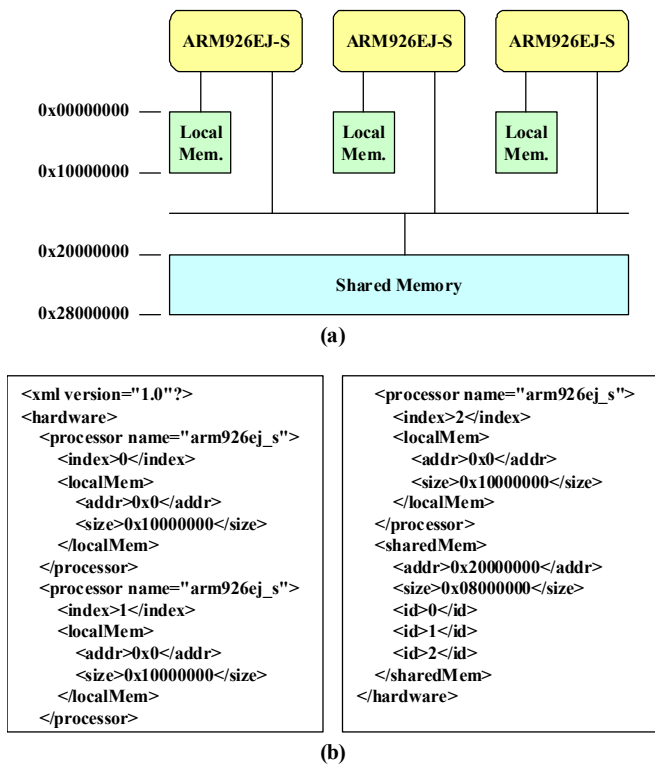 ARM926EJ-S ARM926EJ-S ARM926EJ-S
0x00000000
Local Local Local
Mem. Mem. Mem.
0x10000000
0x20000000
Shared Memory
0x28000000
(a)
<xml version="1.0"?>
<hardware>
<processor name="arm926ej_s">
<index>0</index>
<localMem>
<addr>0x0</addr>
<size>0x10000000</size>
</localMem>
</processor>
<processor name="arm926ej_s">
<index>1</index>
<localMem>
<addr>0x0</addr>
<size>0x10000000</size>
</localMem>
</processor>
<processor name="arm926ej_s">
<index>2</index>
<localMem>
<addr>0x0</addr>
<size>0x10000000</size>
</localMem>
</processor>
<sharedMem>
<addr>0x20000000</addr>
<size>0x08000000</size>
<id>0</id>
<id>1</id>
<id>2</id>
</sharedMem>
</hardware>
(b)